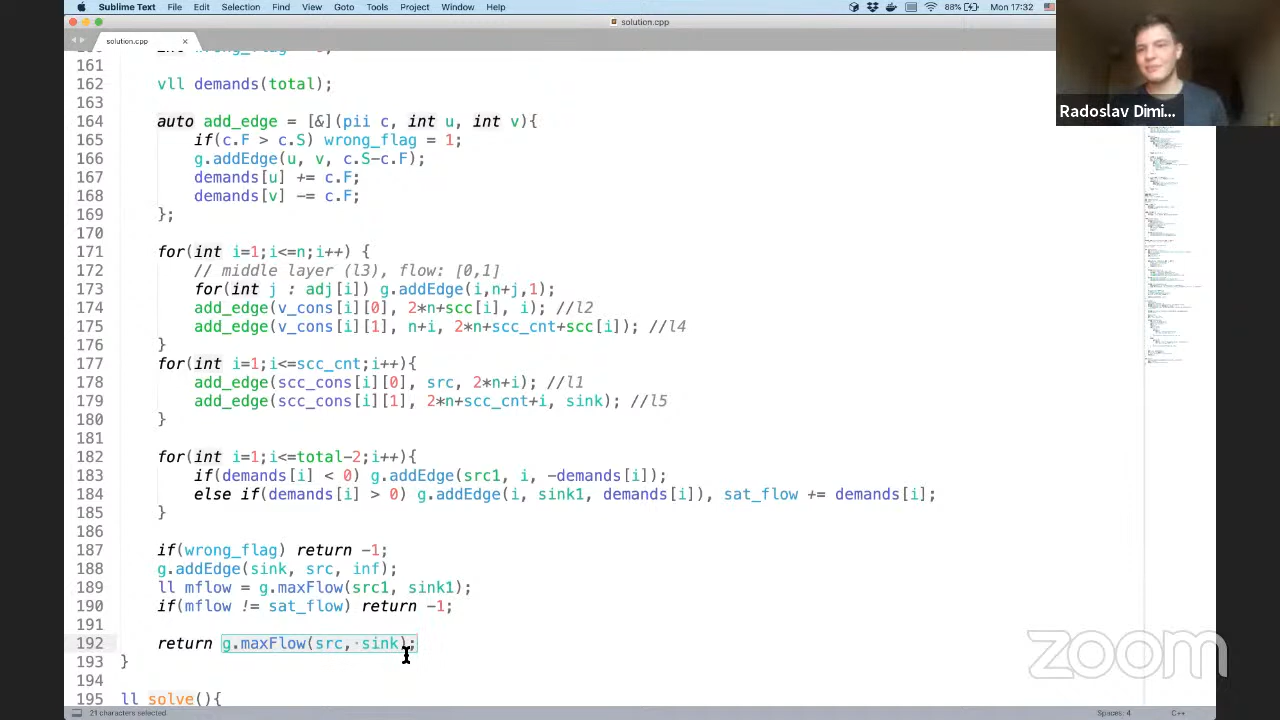 Sublime Text File Edit Selection Find View Goto Tools Project Window Help 88% Mon 17:32
solution.cpp
solution.cpp
161
162 vll demands(total);
163
164 auto add_edge = [&](pii c, int u, int v){
165 if(c.F > c.S) wrong_flag = 1;
166 g.addEdge(u, v, c.S-c.F);
167 demands[u] += c.F;
168 demands[v] -= c.F;
169 };
170
171 for(int i=1;i<=n;i++) {
172 // middle layer (l3), flow: [0,1]
173 for(int j : adj[i]) g.addEdge(i,n+j,1);
174 add_edge(v_cons[i][0], 2*n+scc[i], i); //l2
175 add_edge(v_cons[i][1], n+i, 2*n+scc_cnt+scc[i]); //l4
176 }
177 for(int i=1;i<=scc_cnt;i++){
178 add_edge(scc_cons[i][0], src, 2*n+i); //l1
179 add_edge(scc_cons[i][1], 2*n+scc_cnt+i, sink); //l5
180 }
181
182 for(int i=1;i<=total-2;i++){
183 if(demands[i] < 0) g.addEdge(src1, i, -demands[i]);
184 else if(demands[i] > 0) g.addEdge(i, sink1, demands[i]), sat_flow += demands[i];
185 }
186
187 if(wrong_flag) return -1;
188 g.addEdge(sink, src, inf);
189 ll mflow = g.maxFlow(src1, sink1);
190 if(mflow != sat_flow) return -1;
191
192 return g.maxFlow(src, sink);
193 }
194
195 ll solve(){
21 characters selected
Spaces: 4 C++
Radoslav Dimi...
zoom